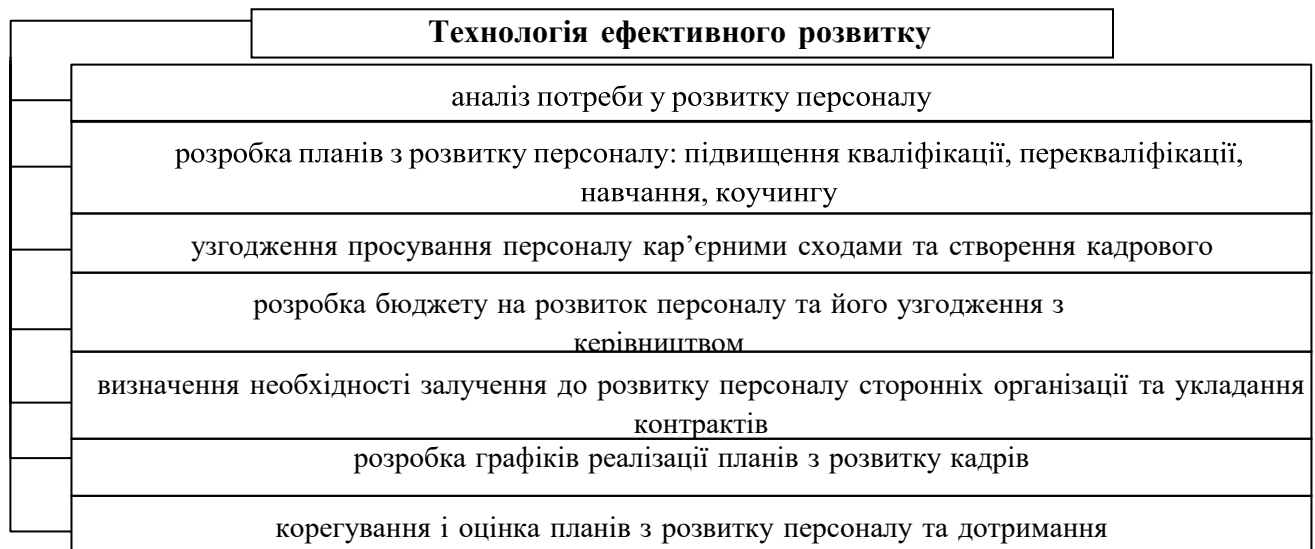 Технологія ефективного розвитку
аналіз потреби у розвитку персоналу
розробка планів з розвитку персоналу: підвищення кваліфікації, перекваліфікації,
навчання, коучингу
узгодження просування персоналу кар’єрними сходами та створення кадрового
розробка бюджету на розвиток персоналу та його узгодження з
керівництвом
визначення необхідності залучення до розвитку персоналу сторонніх організації та укладання
контрактів
розробка графіків реалізації планів з розвитку кадрів
корегування і оцінка планів з розвитку персоналу та дотримання